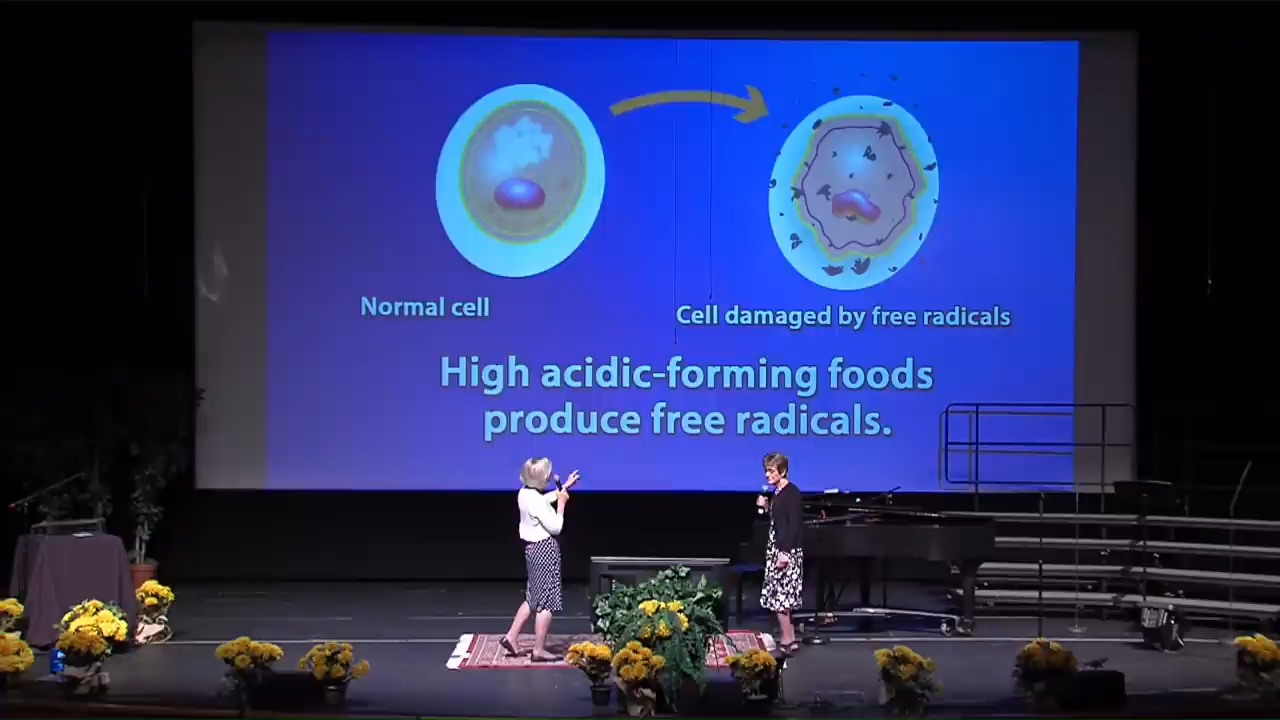 Normal cell
Cell damaged by free radicals
High acidic-forming foods
produce free radicals.